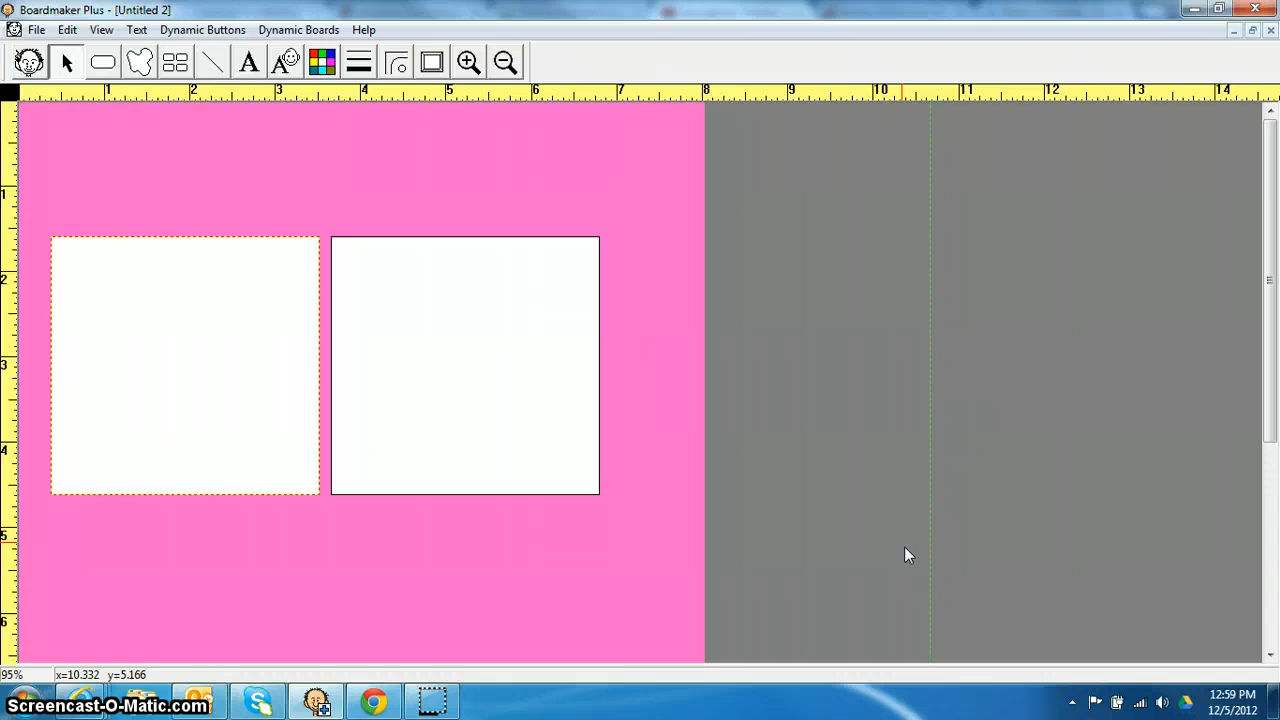 Boardmaker Plus - [Untitled 2]
File Edit View Text Dynamic Buttons Dynamic Boards Help
A A
1 2 3 4 5 6 7 8 9 10 11 12 13 14
1
2
3
4
5
6
95% x=10.332 y=5.166
Screencast-O-Matic.com
12:59 PM
12/5/2012